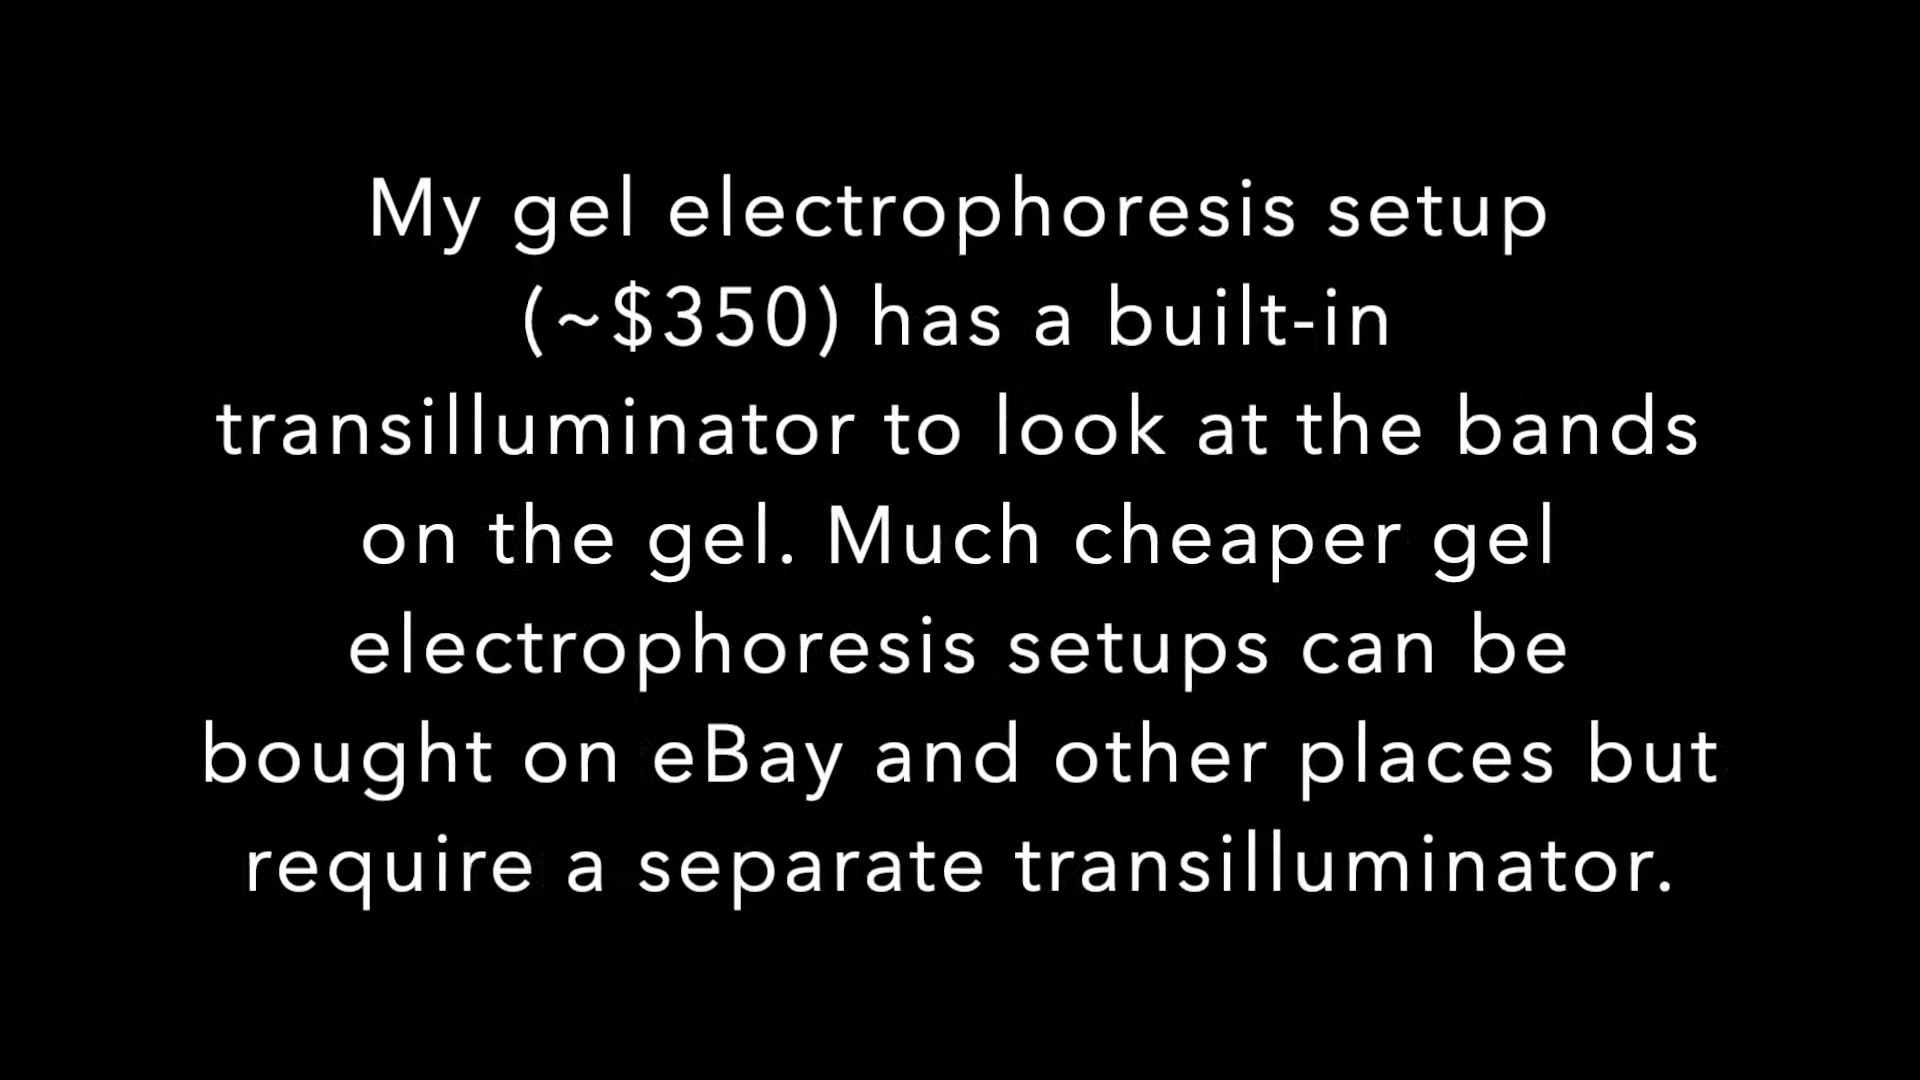 My gel electrophoresis setup
(~$350) has a built-in
transilluminator to look at the bands
on the gel. Much cheaper gel
electrophoresis setups can be
bought on eBay and other places but
require a separate transilluminator.